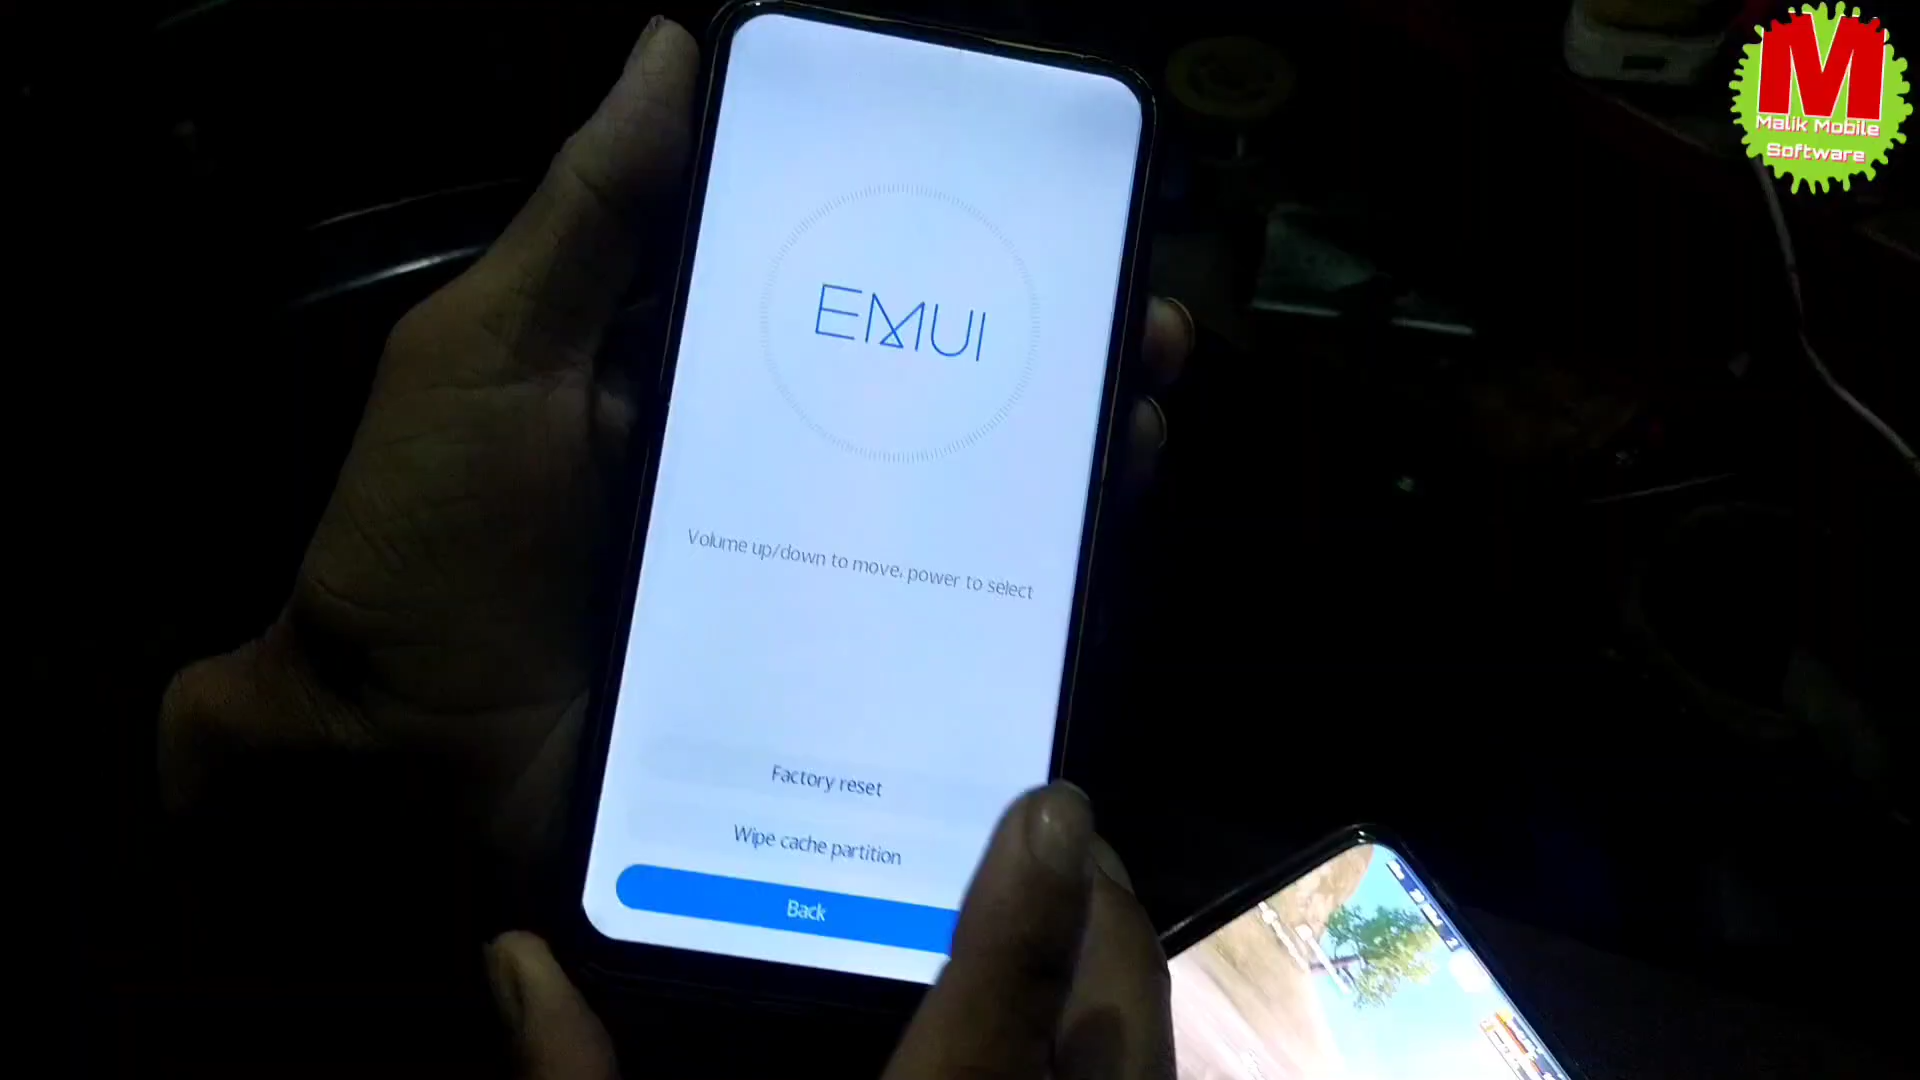 M
Malik Mobile
Software
EMUI
Volume up/down to move, power to select
Factory reset
Wipe cache partition
Back